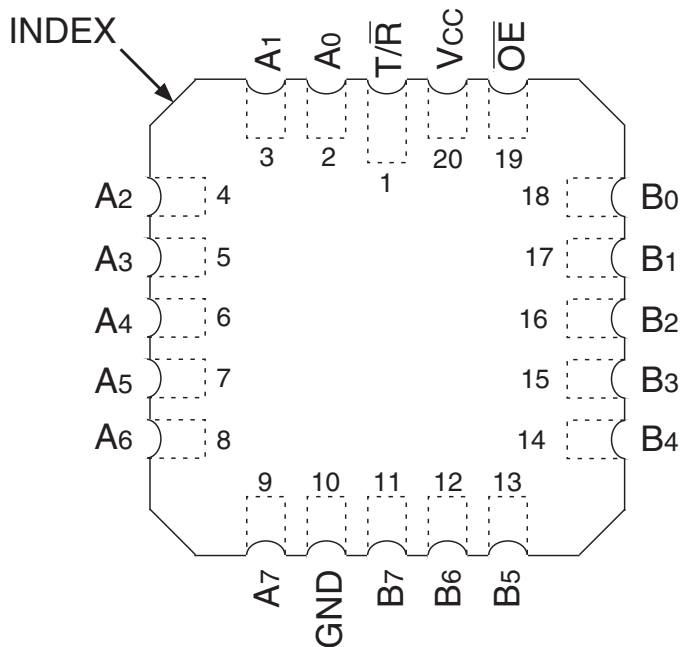 INDEX
A1 A0 T/R̅ VCC O̅E̅
3 2 1 20 19
A2 4 18 B0
A3 5 17 B1
A4 6 16 B2
A5 7 15 B3
A6 8 14 B4
9 10 11 12 13
A7 GND B7 B6 B5